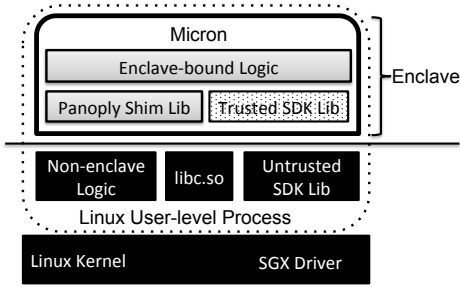 Micron
Enclave-bound Logic
Enclave
Panoply Shim Lib
Trusted SDK Lib
Non-enclave
Logic
libc.so
Untrusted
SDK Lib
Linux User-level Process
Linux Kernel
SGX Driver